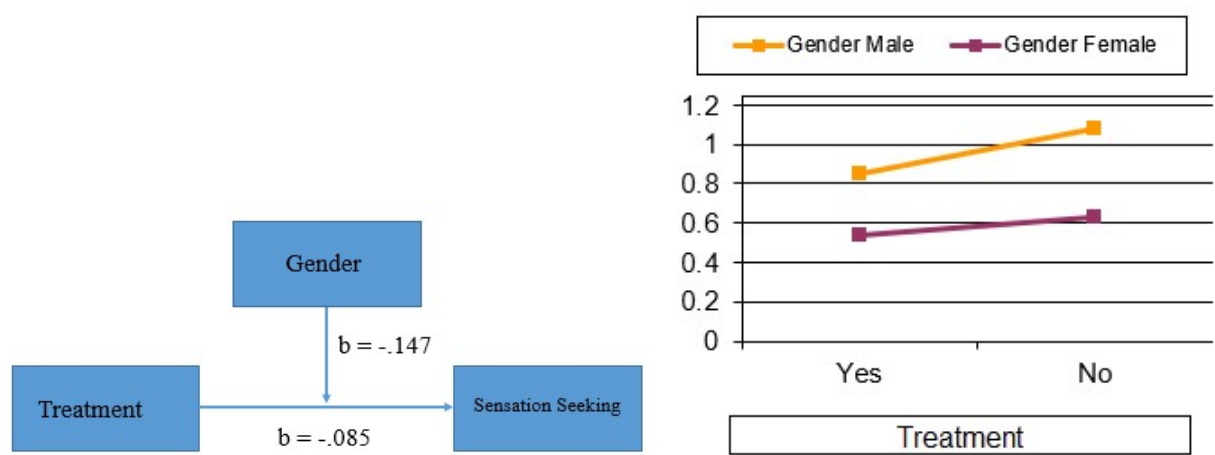 Gender
b = -.147
Treatment
Sensation Seeking
b = -.085
Gender Male
Gender Female
1.2
1
0.8
0.6
0.4
0.2
0
Yes
No
Treatment